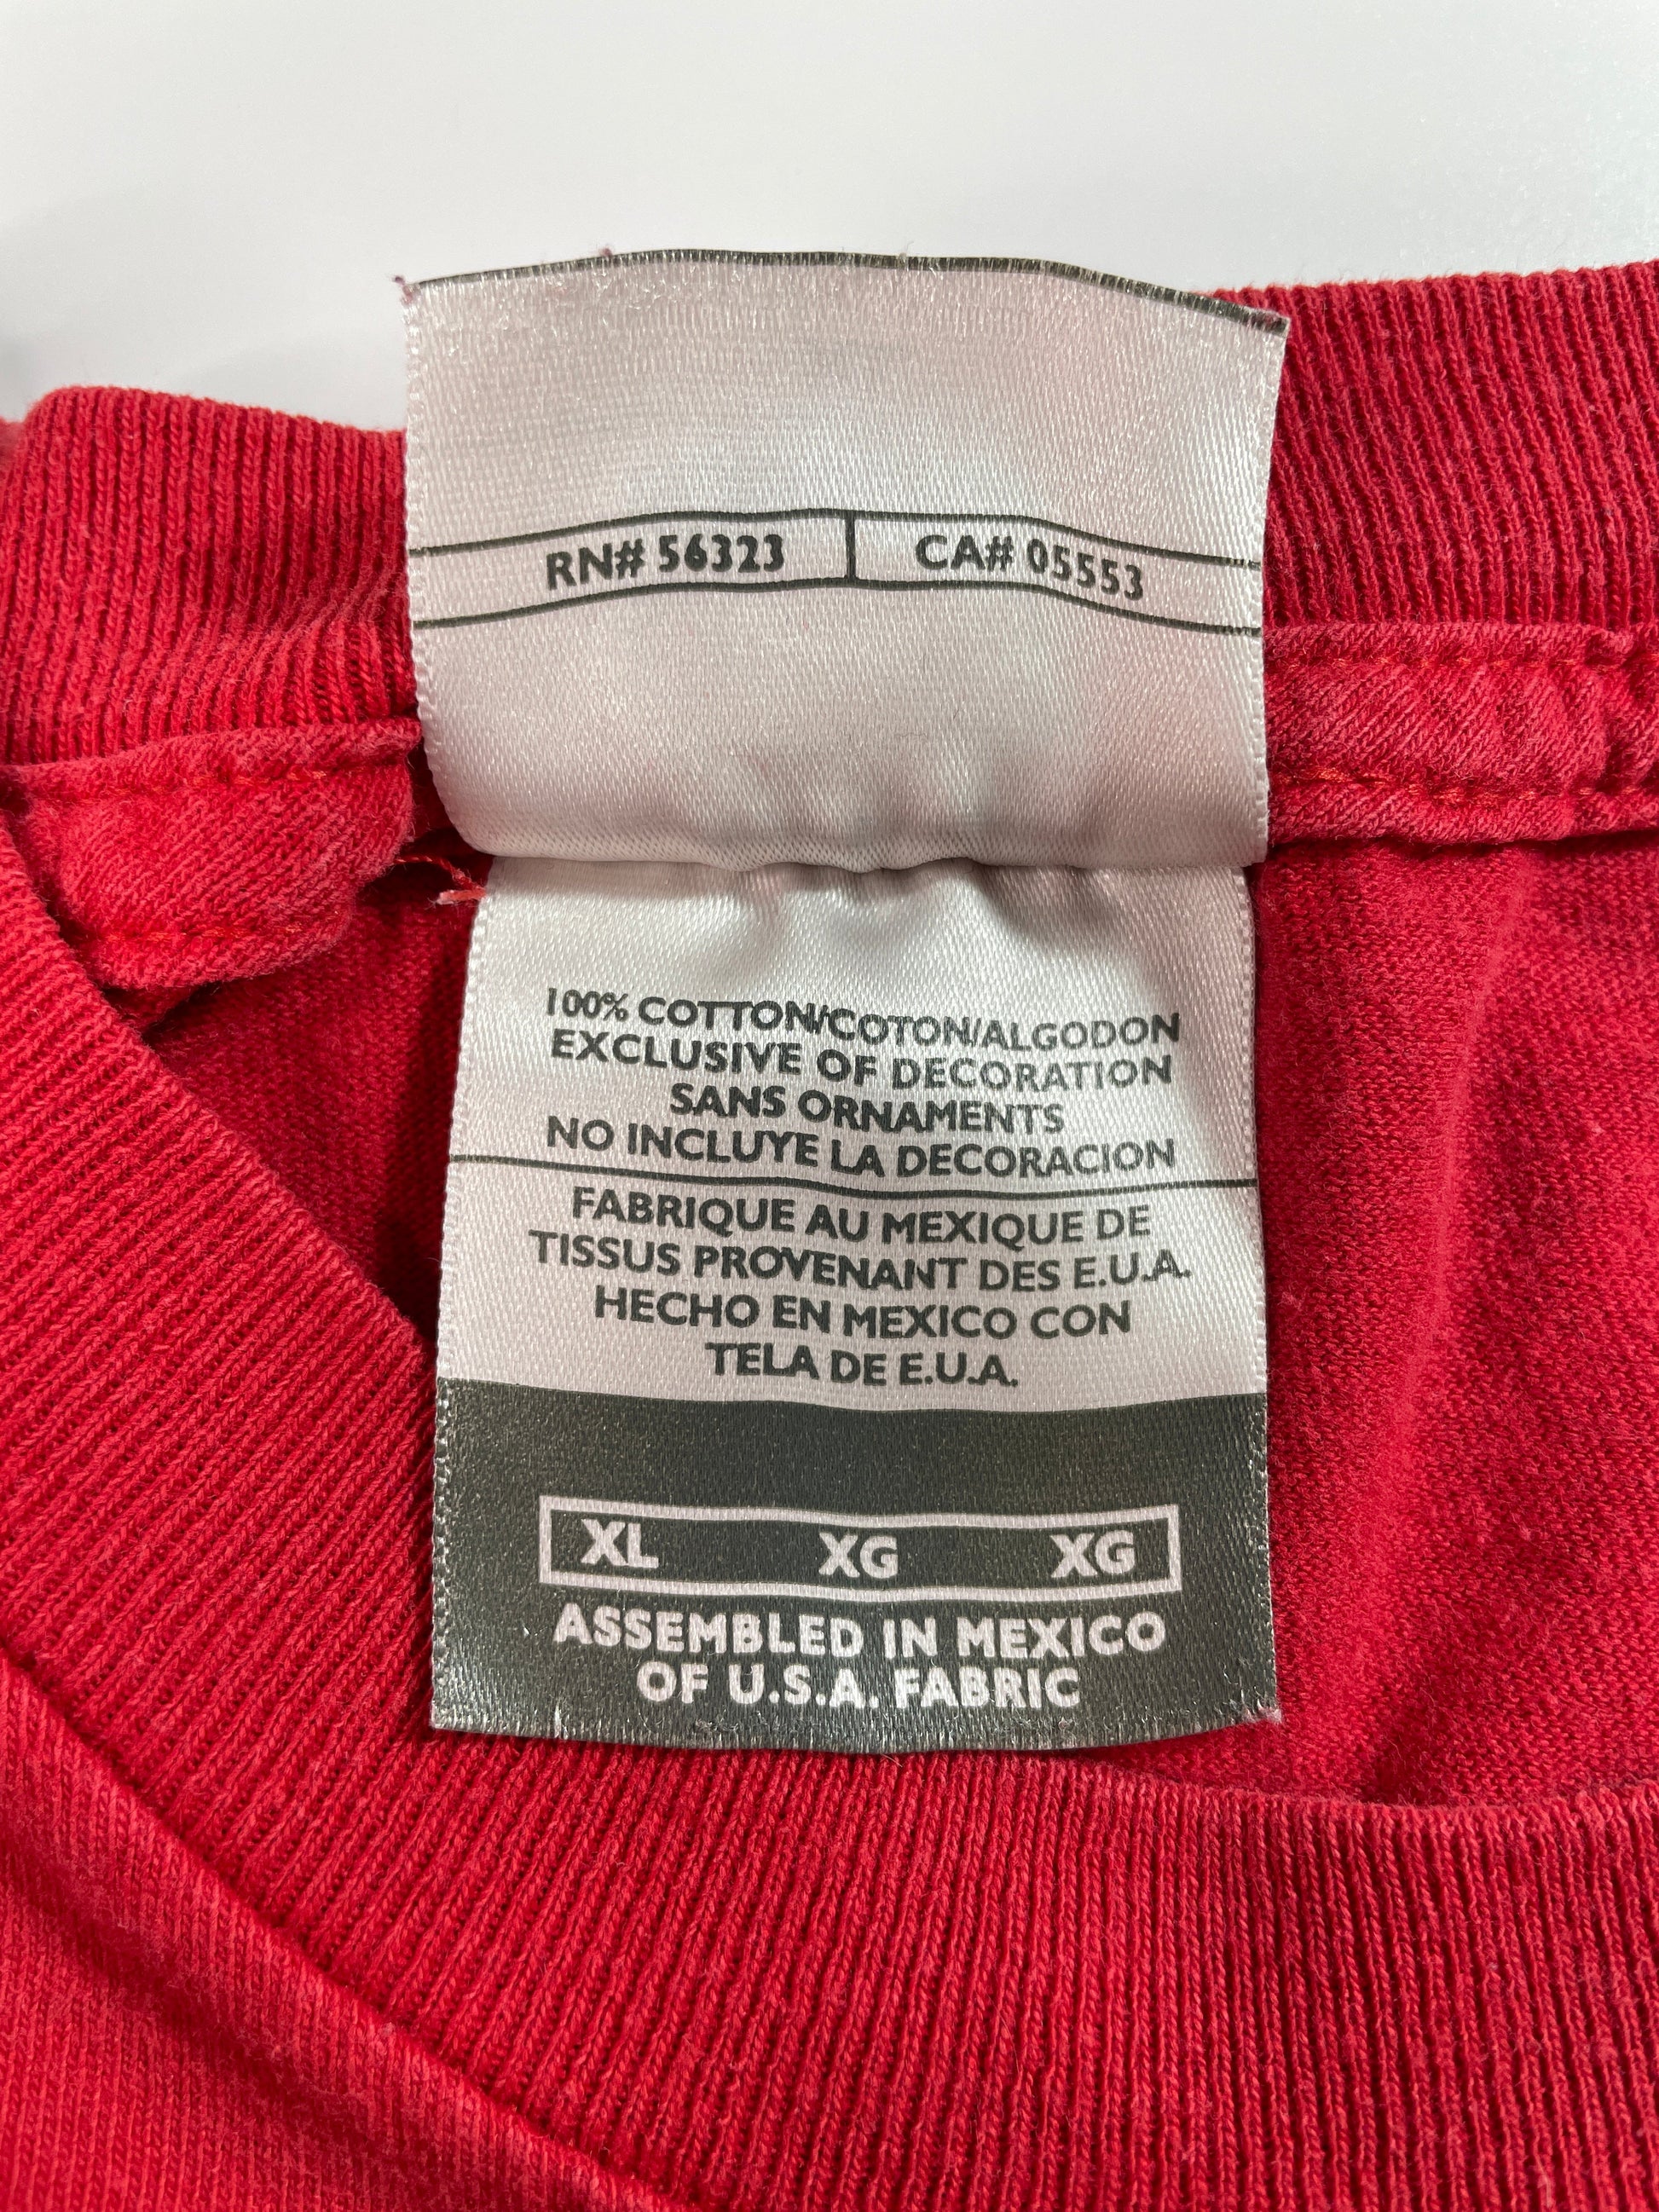 RN# 56323 CA# 05553
100% COTTON/COTON/ALGODON
EXCLUSIVE OF DECORATION
SANS ORNAMENTS
NO INCLUYE LA DECORACION
FABRIQUE AU MEXIQUE DE
TISSUS PROVENANT DES E.U.A.
HECHO EN MEXICO CON
TELA DE E.U.A.
XL XG XG
ASSEMBLED IN MEXICO
OF U.S.A. FABRIC